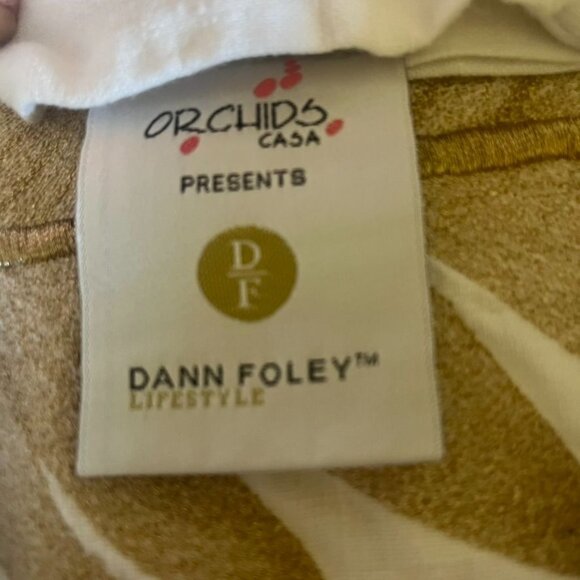 ORCHIDS
CASA
PRESENTS
D
F
DANN FOLEY™
LIFESTYLE